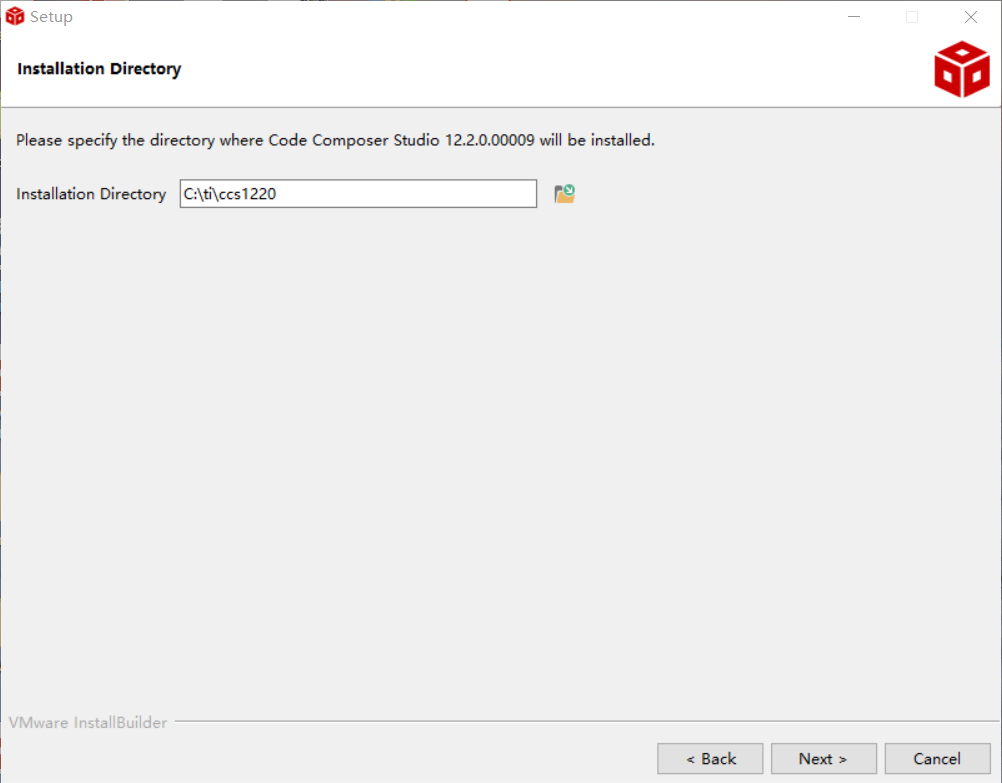 Setup
Installation Directory
Please specify the directory where Code Composer Studio 12.2.0.00009 will be installed.
Installation Directory C:\ti\ccs1220
VMware InstallBuilder
< Back Next > Cancel